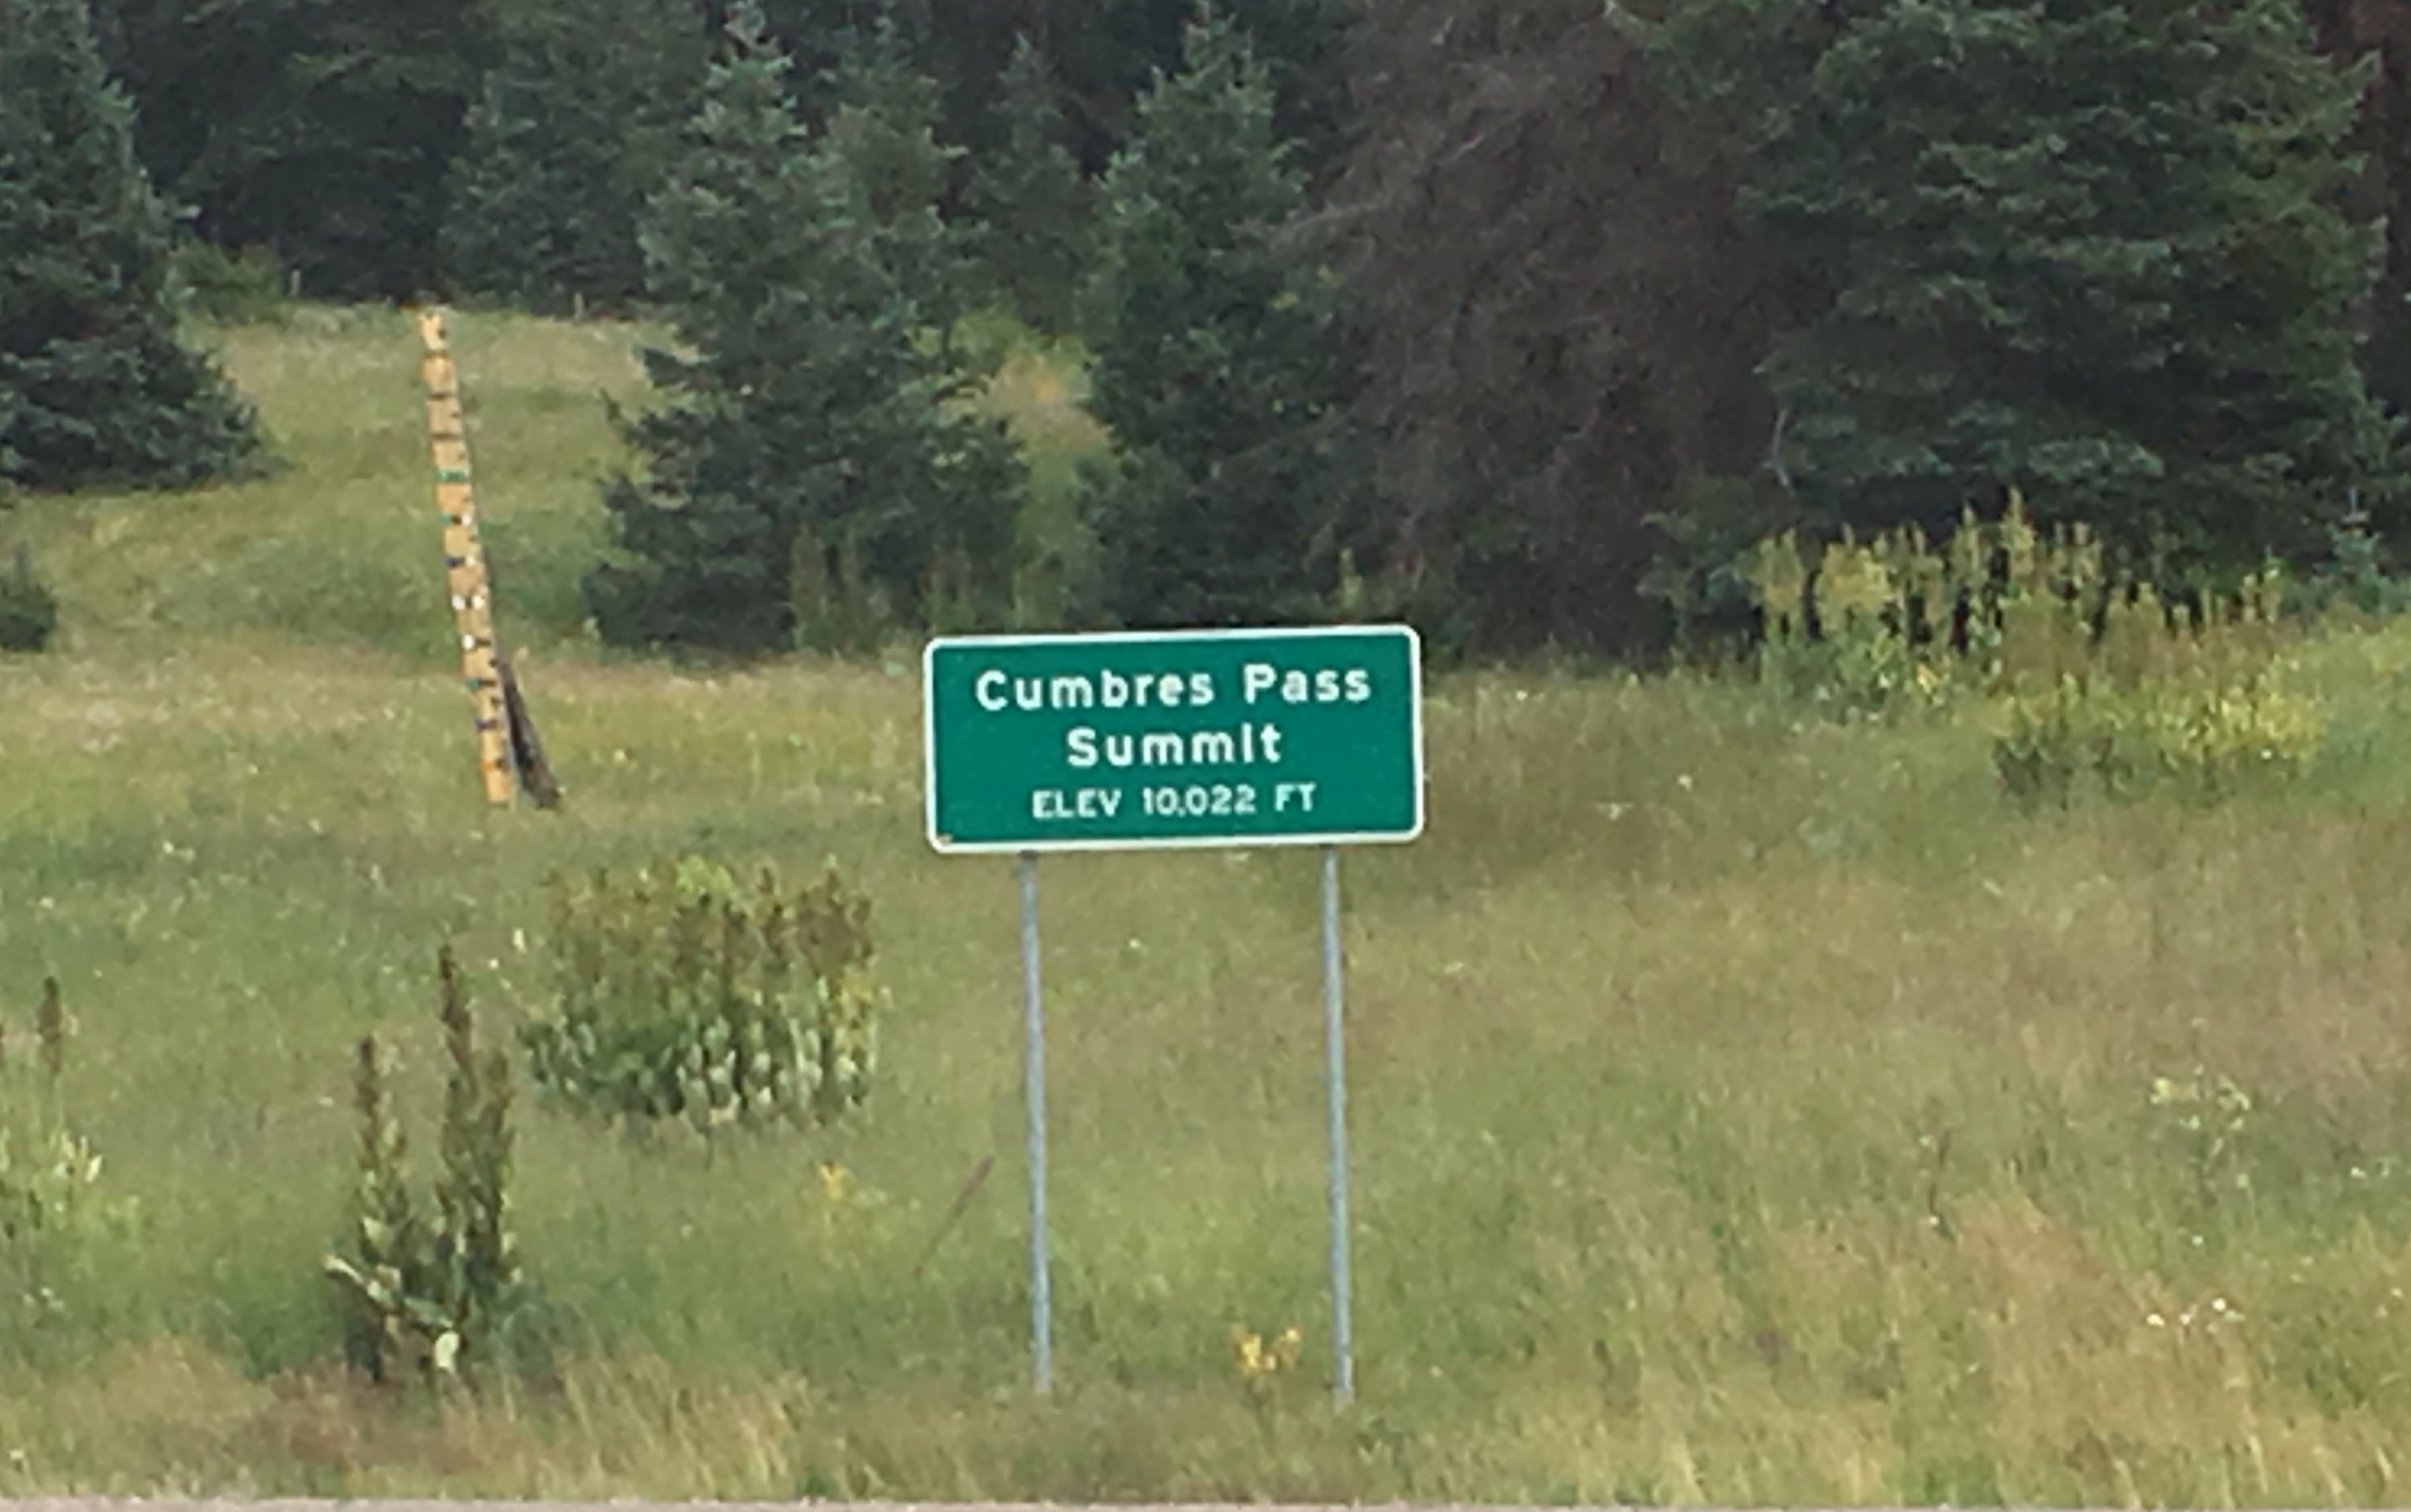 Cumbres Pass
Summit
ELEV 10,022 FT